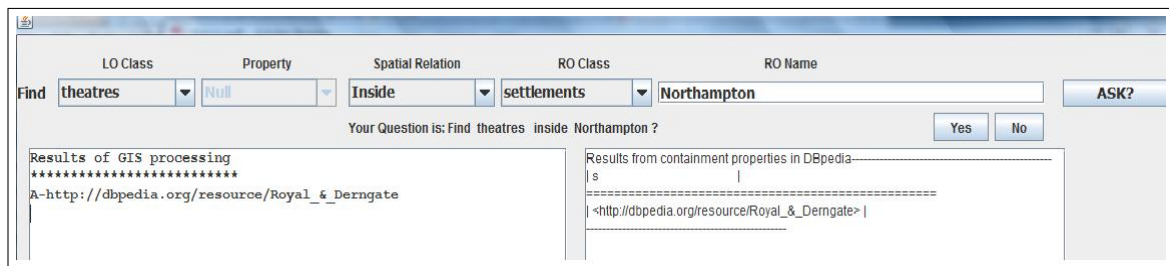 LO Class Property Spatial Relation RO Class RO Name
Find theatres Null Inside settlements Northampton ASK?
Your Question is: Find theatres inside Northampton ? Yes No
Results of GIS processing
**************************
A-http://dbpedia.org/resource/Royal_&_Derngate
Results from containment properties in DBpedia----------------------------------------------------
| s |
==================================================
| <http://dbpedia.org/resource/Royal_&_Derngate> |
----------------------------------------------------